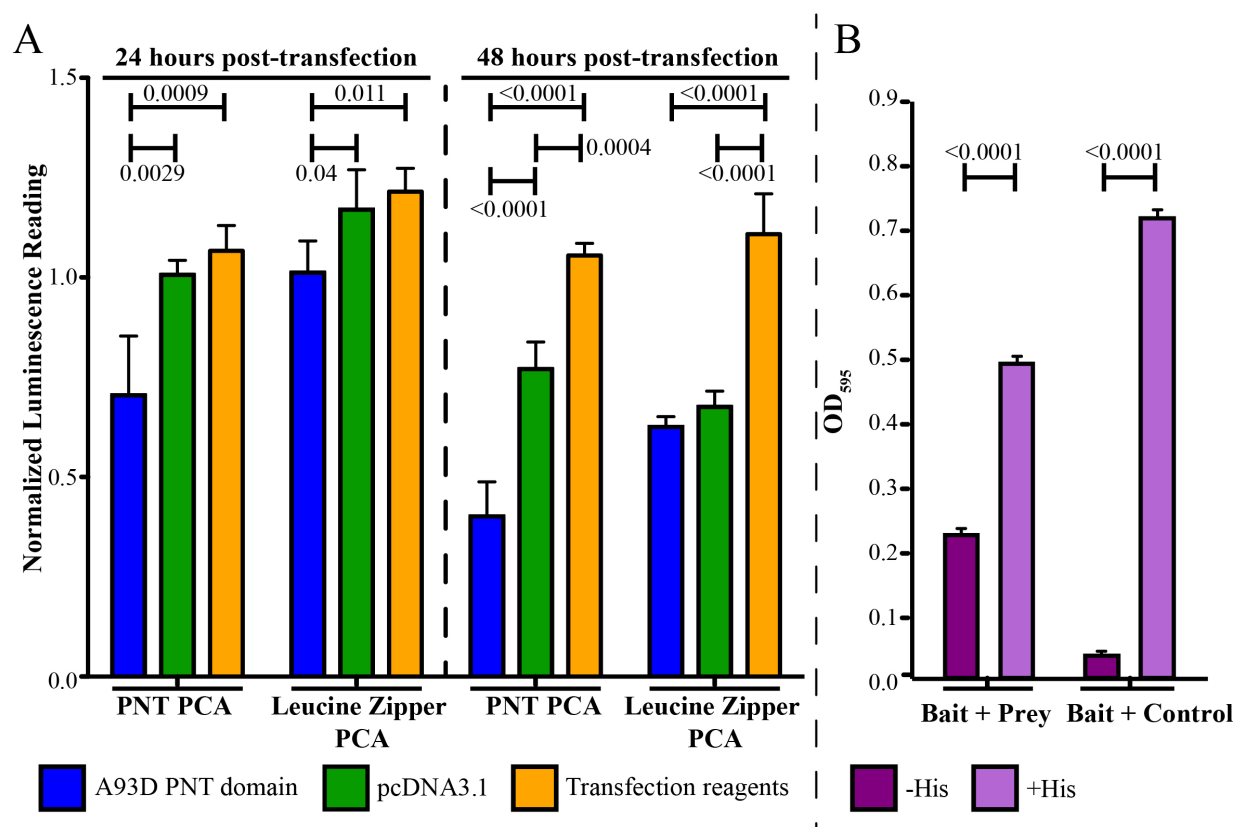 A
B
24 hours post-transfection
48 hours post-transfection
Normalized Luminescence Reading
1.5
1.0
0.5
0.0
0.0009
0.0029
0.011
0.04
<0.0001
0.0004
<0.0001
<0.0001
<0.0001
PNT PCA
Leucine Zipper
PCA
PNT PCA
Leucine Zipper
PCA
A93D PNT domain
pcDNA3.1
Transfection reagents
OD595
0.9
0.8
0.7
0.6
0.5
0.4
0.3
0.2
0.1
0.0
<0.0001
<0.0001
Bait + Prey
Bait + Control
-His
+His